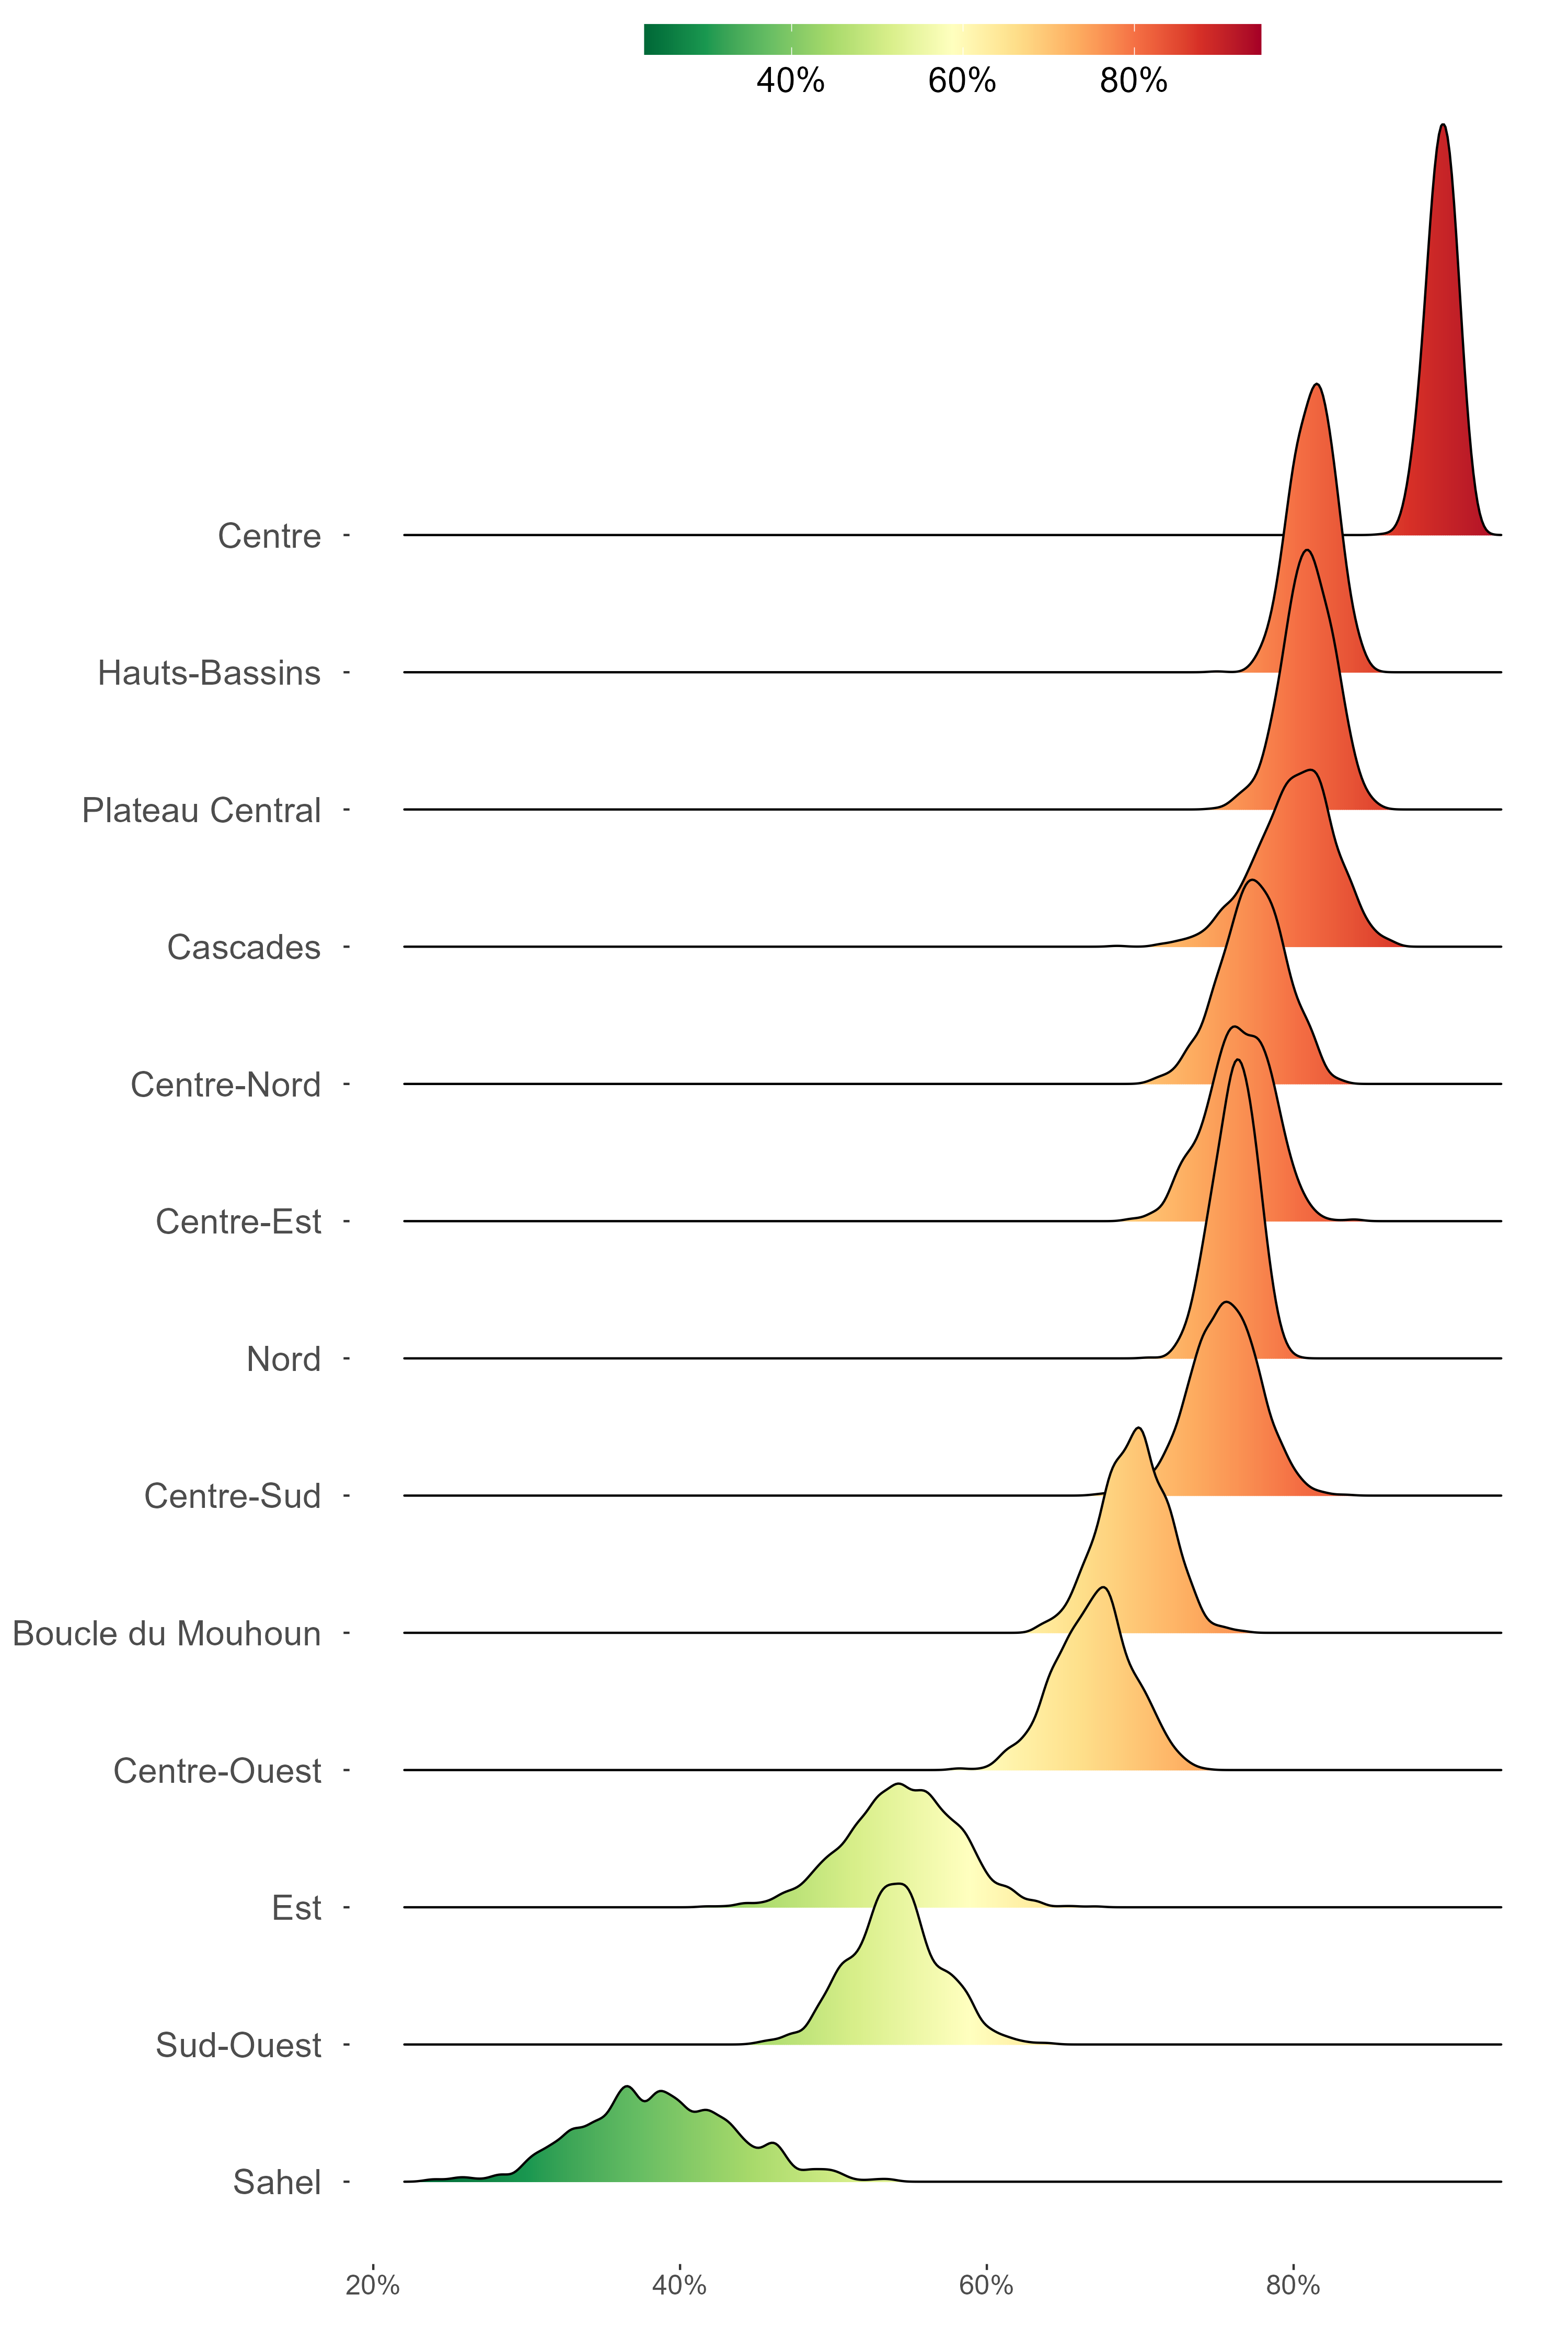 40% 60% 80%
Centre
Hauts-Bassins
Plateau Central
Cascades
Centre-Nord
Centre-Est
Nord
Centre-Sud
Boucle du Mouhoun
Centre-Ouest
Est
Sud-Ouest
Sahel
20% 40% 60% 80%